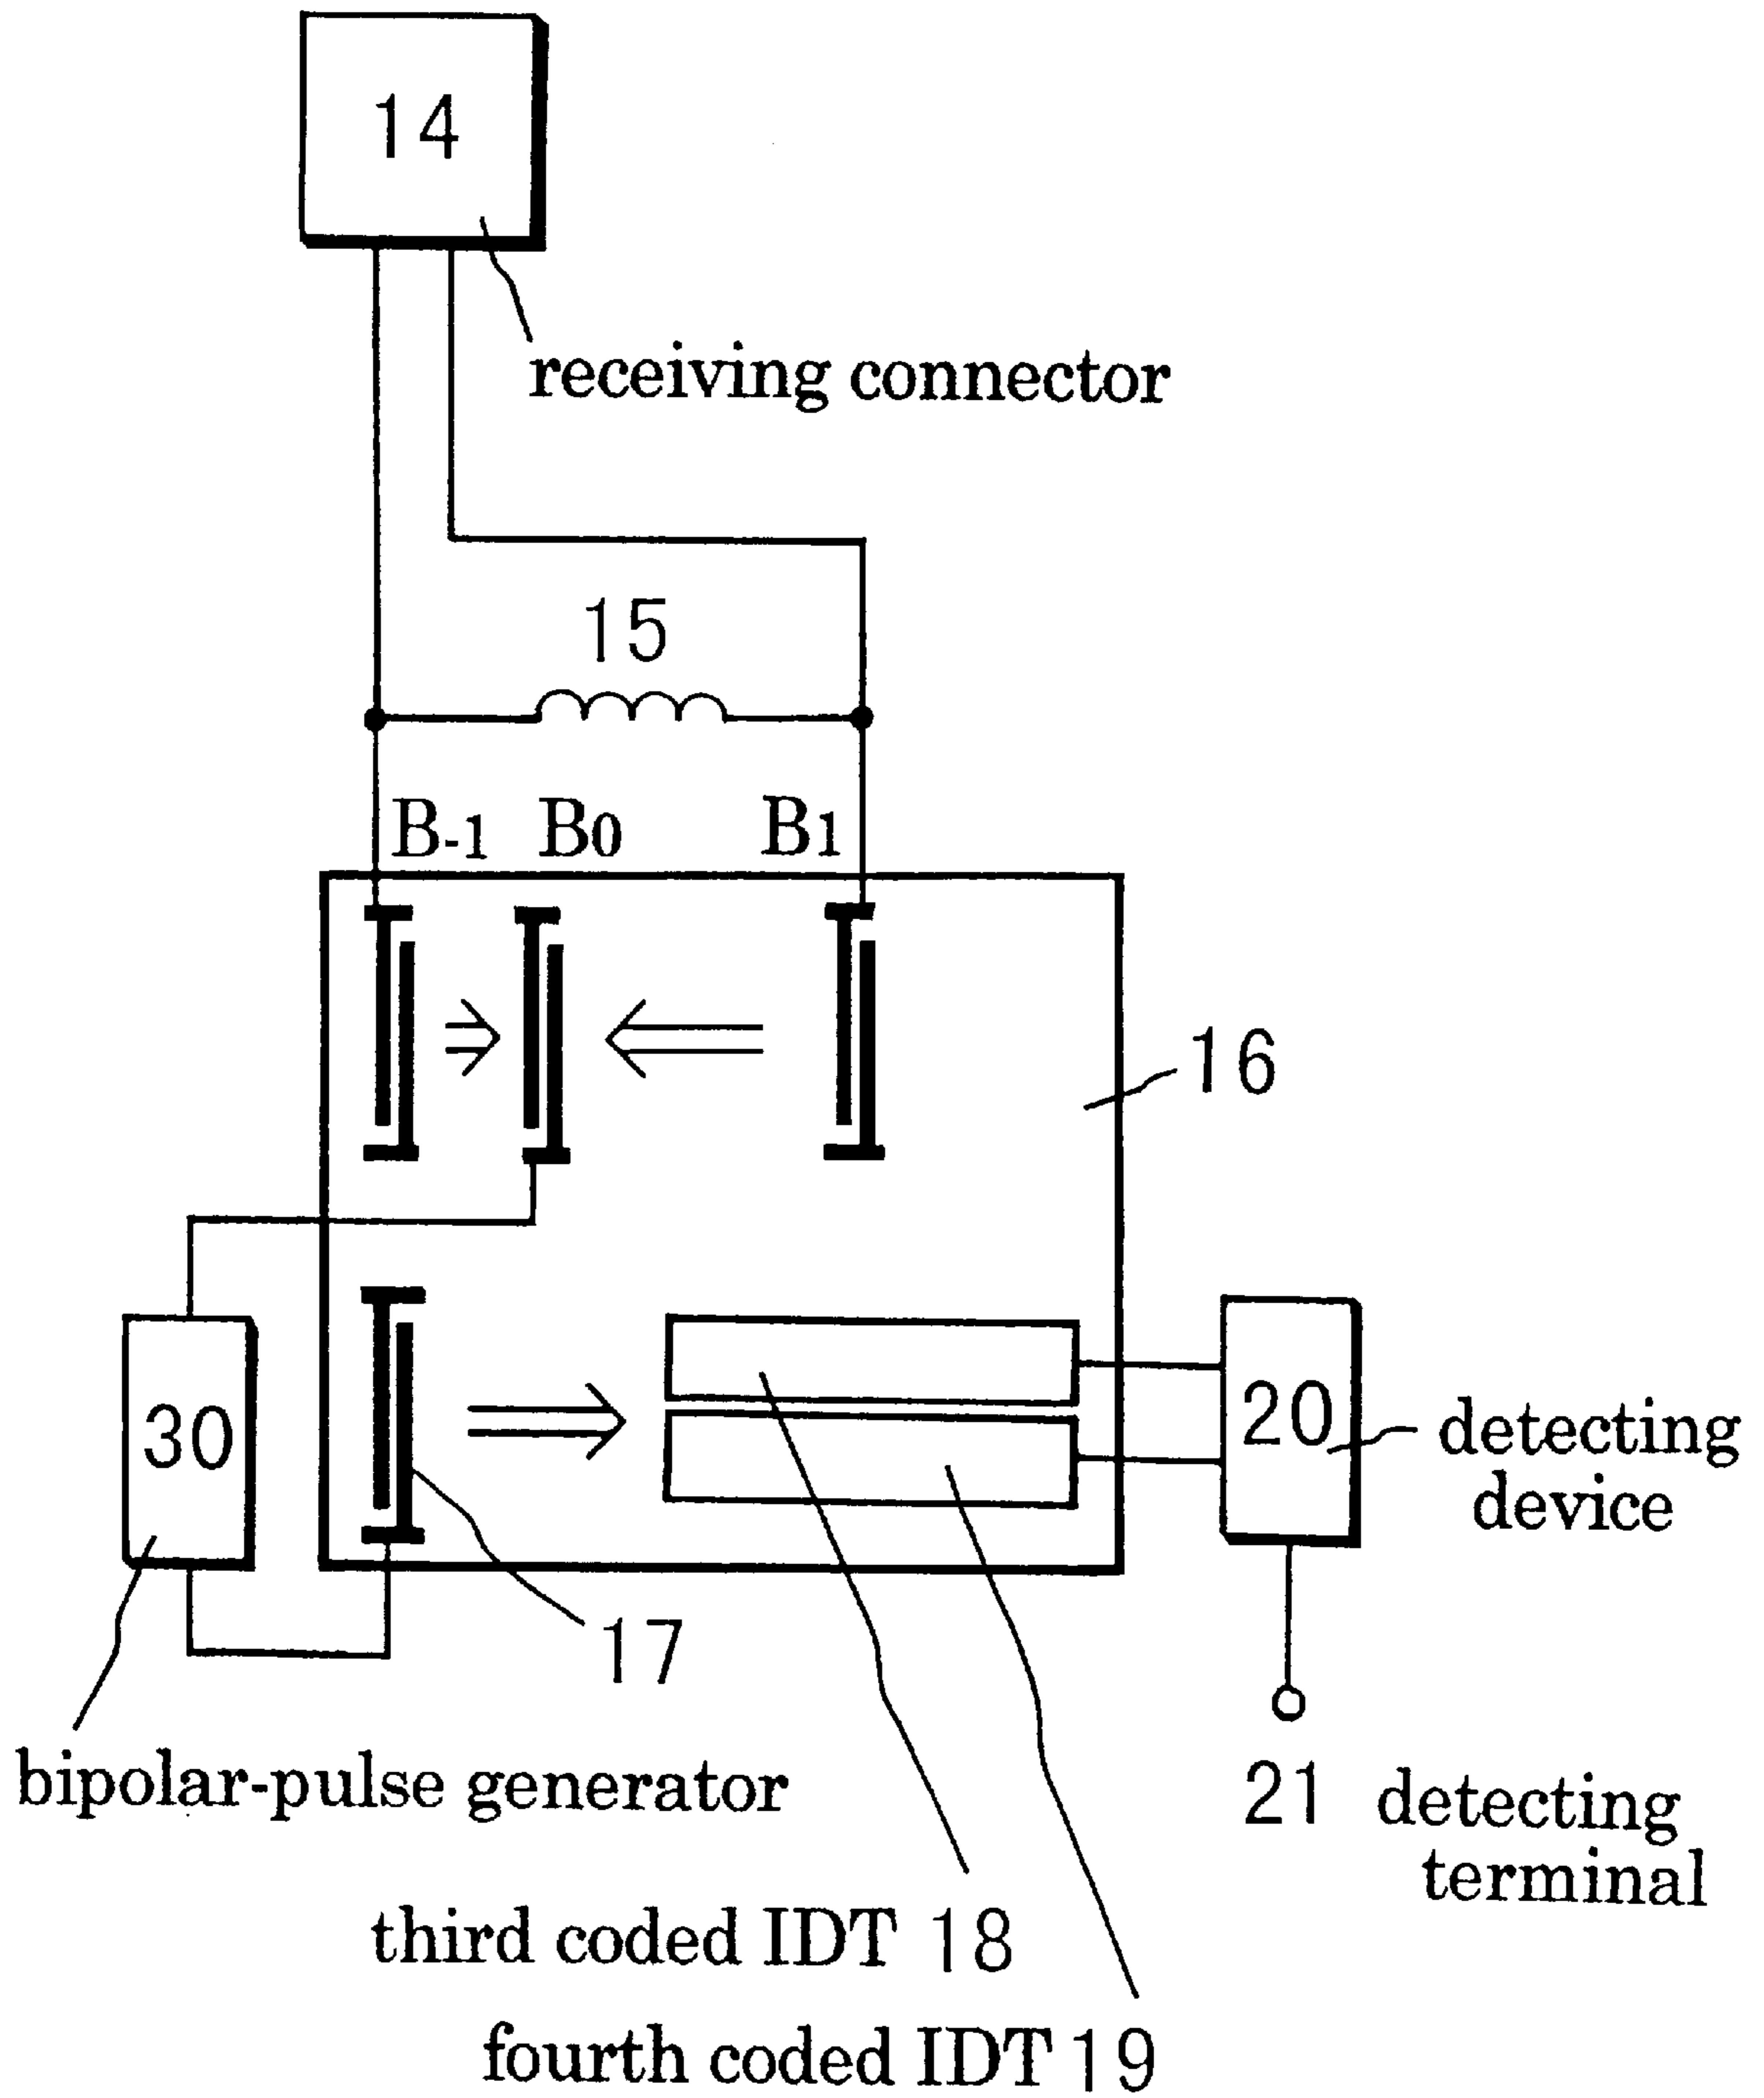 14
receiving connector
15
B-1 B0 B1
16
30
20
detecting
device
17
bipolar-pulse generator
21 detecting
terminal
third coded IDT 18
fourth coded IDT 19